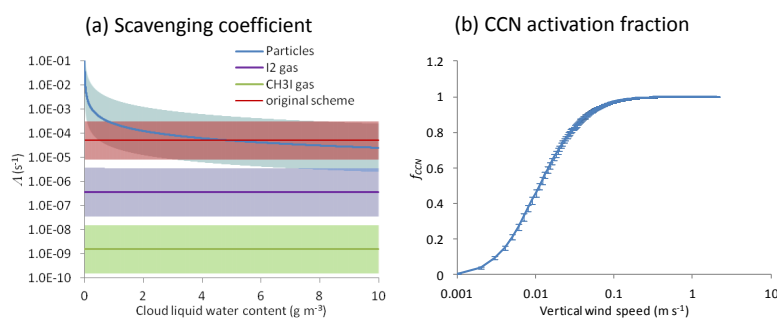 (a) Scavenging coefficient
Particles
I2 gas
CH3I gas
original scheme
1.0E-01
1.0E-02
1.0E-03
1.0E-04
1.0E-05
1.0E-06
1.0E-07
1.0E-08
1.0E-09
1.0E-10
Λ (s⁻¹)
0 2 4 6 8 10
Cloud liquid water content (g m⁻³)
(b) CCN activation fraction
1.2
1
0.8
0.6
0.4
0.2
0
fCCN
0.001 0.01 0.1 1 10
Vertical wind speed (m s⁻¹)